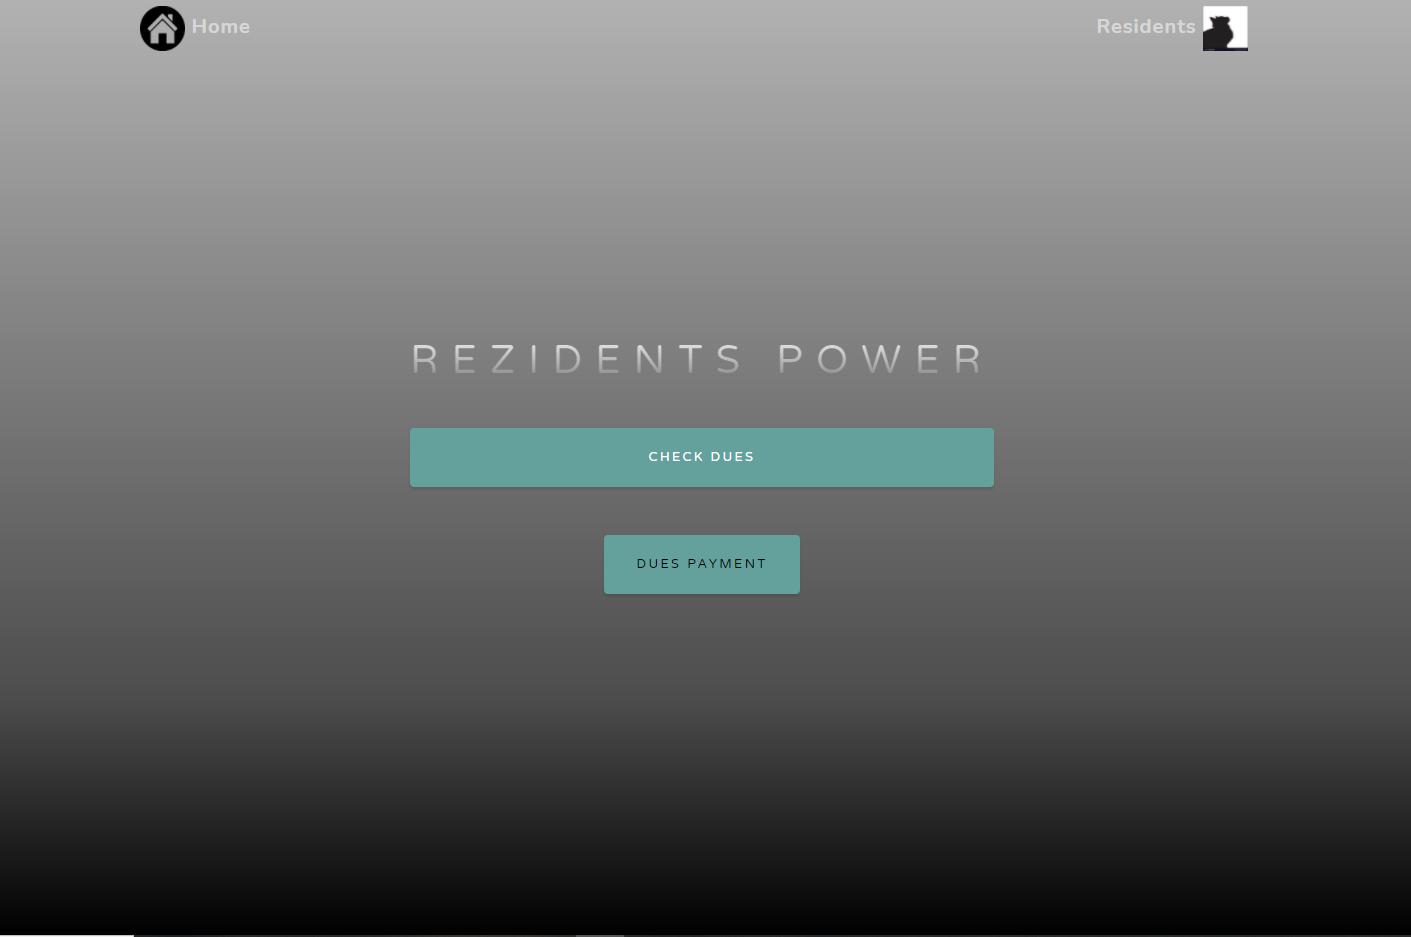 Home
Residents
REZIDENTS POWER
CHECK DUES
DUES PAYMENT